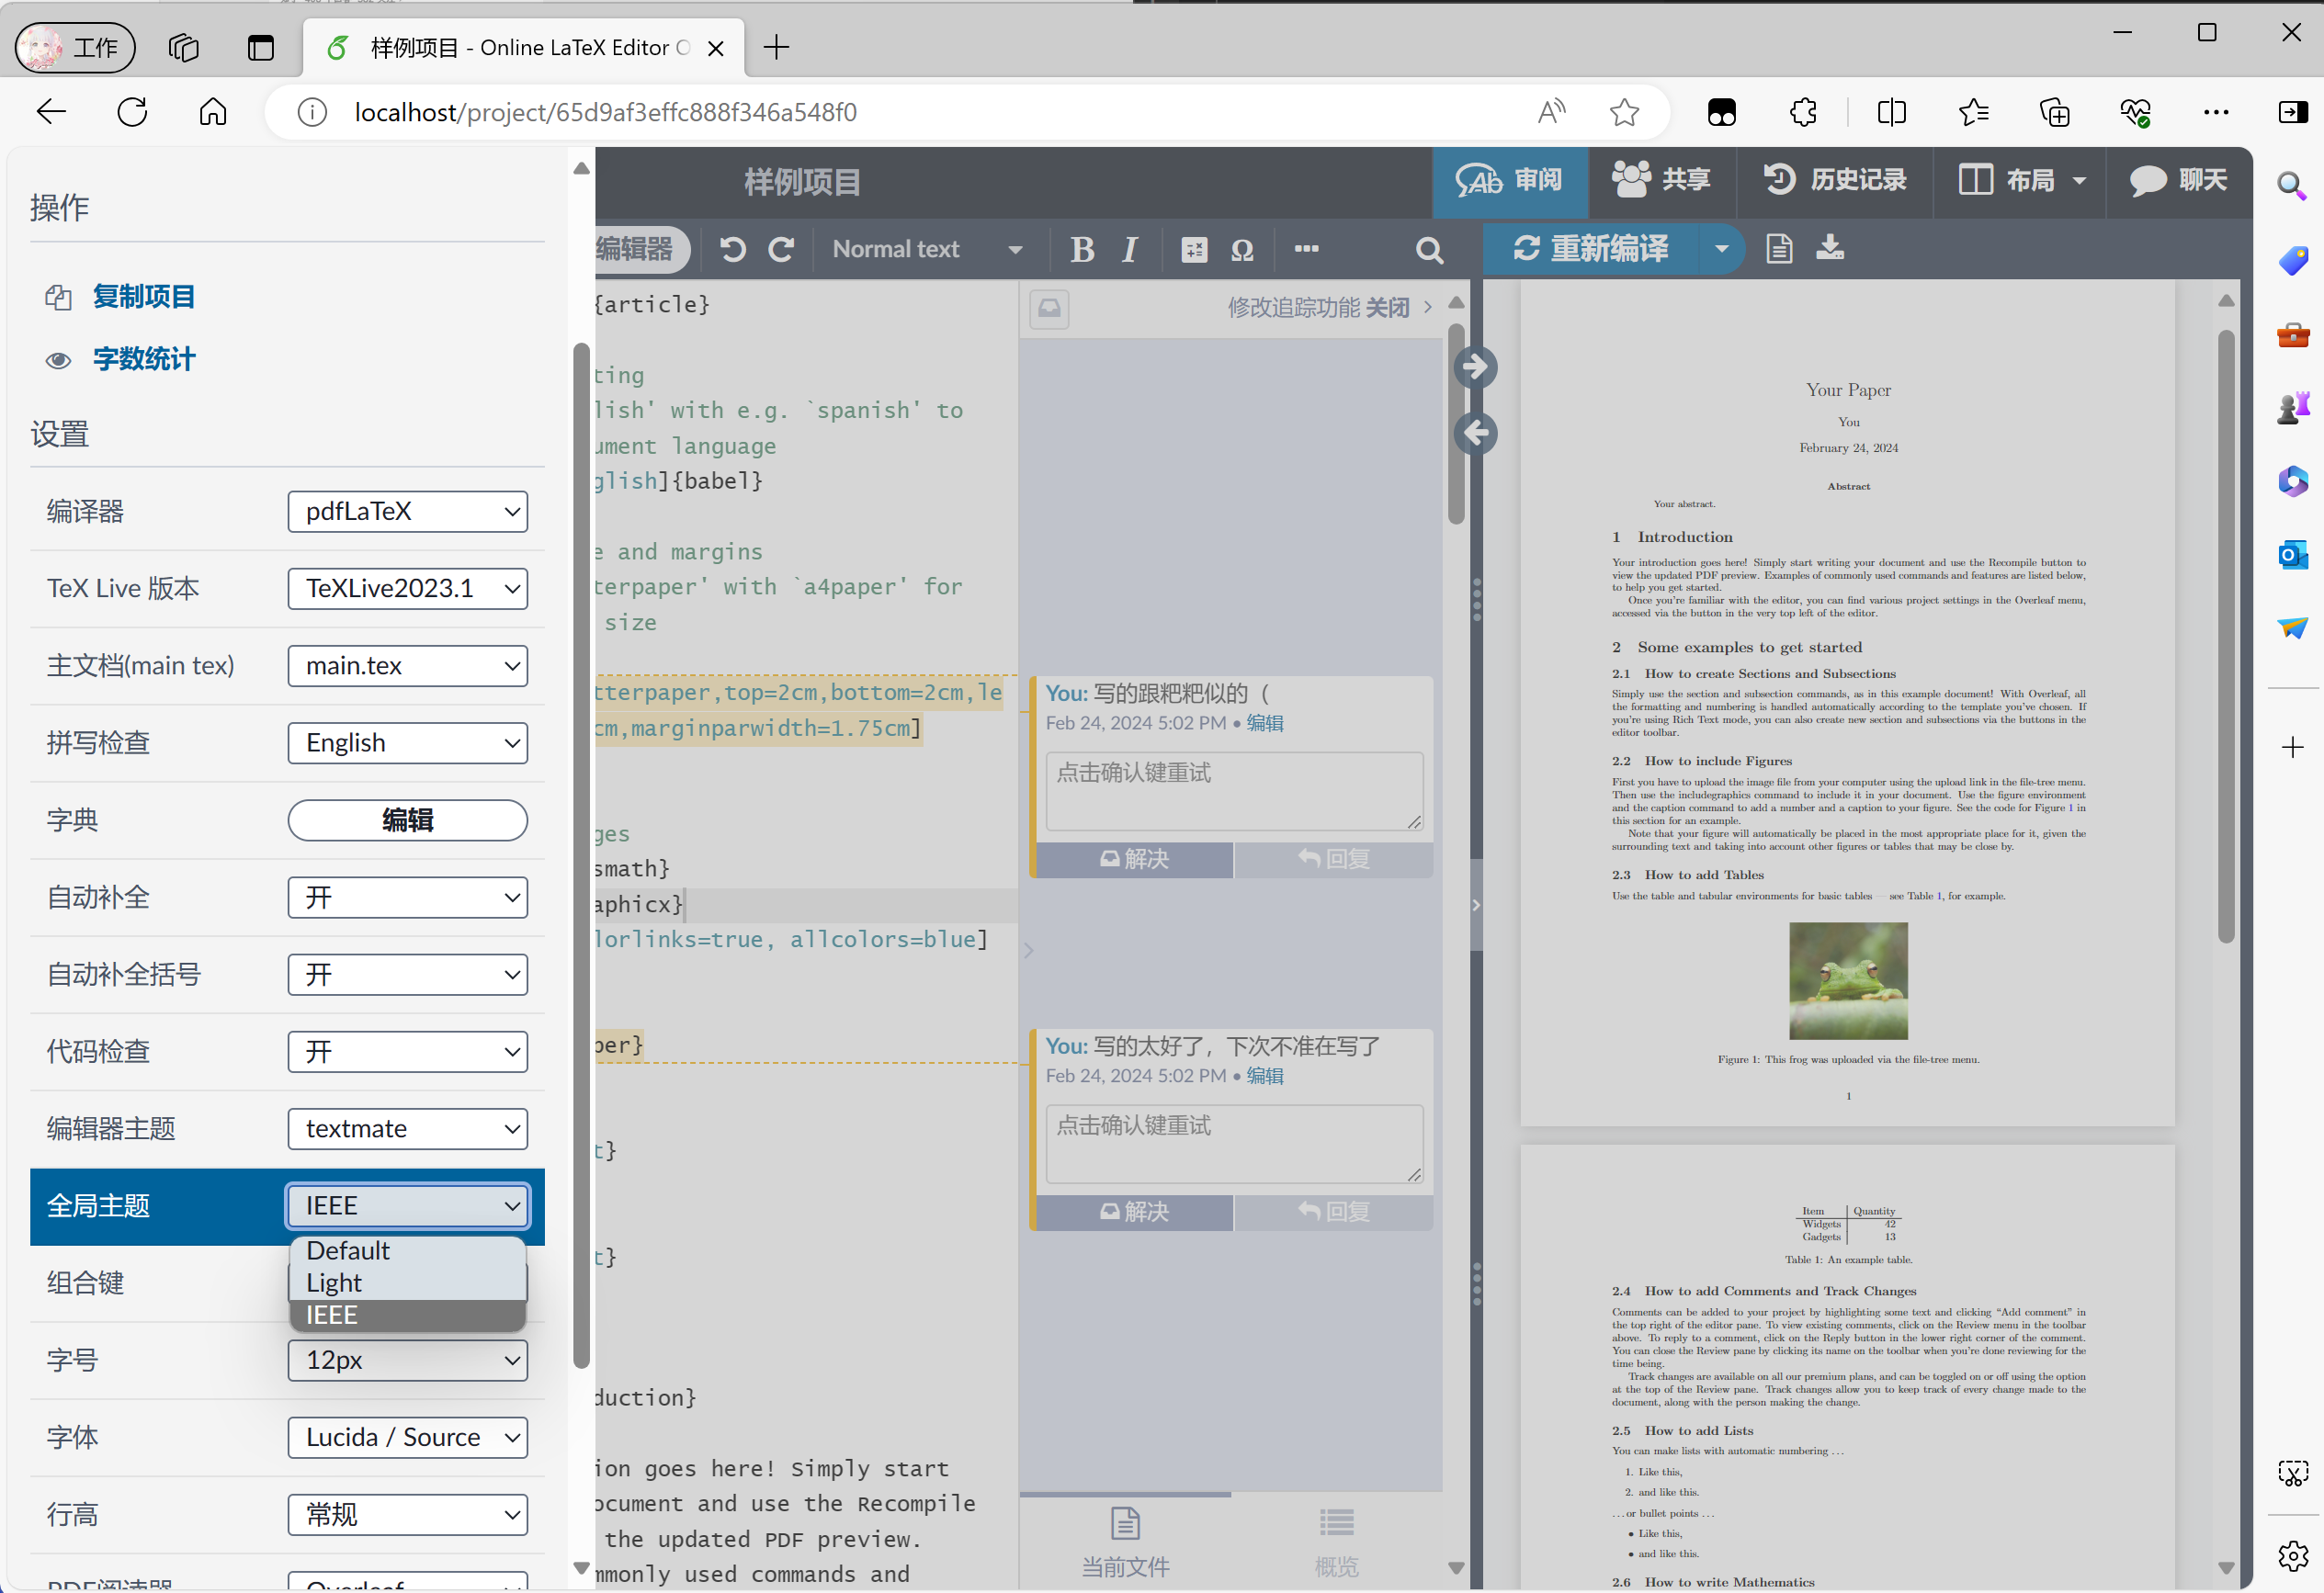 工作
样例项目 - Online LaTeX Editor O
localhost/project/65d9af3effc888f346a548f0
操作
复制项目
字数统计
设置
编译器 pdfLaTeX
TeX Live 版本 TeXLive2023.1
主文档(main tex) main.tex
拼写检查 English
字典 编辑
自动补全 开
自动补全括号 开
代码检查 开
编辑器主题 textmate
全局主题 IEEE
Default
Light
IEEE
组合键
字号 12px
字体 Lucida / Source
行高 常规
PDF阅读器 Overleaf
样例项目
审阅
共享
历史记录
布局
聊天
编辑器
Normal text
B I Ω
重新编译
{article}
ting
lish' with e.g. `spanish' to
ument language
glish]{babel}
e and margins
terpaper' with `a4paper' for
size
tterpaper,top=2cm,bottom=2cm,le
cm,marginparwidth=1.75cm]
ges
smath}
aphicx}
lorlinks=true, allcolors=blue]
per}
t}
t}
duction}
ion goes here! Simply start
ocument and use the Recompile
the updated PDF preview.
mmonly used commands and
修改追踪功能 关闭
You: 写的跟粑粑似的（
Feb 24, 2024 5:02 PM • 编辑
点击确认键重试
解决 回复
You: 写的太好了，下次不准在写了
Feb 24, 2024 5:02 PM • 编辑
点击确认键重试
解决 回复
当前文件 概览
Your Paper
You
February 24, 2024
Abstract
Your abstract.
1 Introduction
Your introduction goes here! Simply start writing your document and use the Recompile button to
view the updated PDF preview. Examples of commonly used commands and features are listed below,
to help you get started.
Once you're familiar with the editor, you can find various project settings in the Overleaf menu,
accessed via the button in the very top left of the editor.
2 Some examples to get started
2.1 How to create Sections and Subsections
Simply use the section and subsection commands, as in this example document! With Overleaf, all
the formatting and numbering is handled automatically according to the template you've chosen. If
you're using Rich Text mode, you can also create new section and subsections via the buttons in the
editor toolbar.
2.2 How to include Figures
First you have to upload the image file from your computer using the upload link in the file-tree menu.
Then use the includegraphics command to include it in your document. Use the figure environment
and the caption command to add a number and a caption to your figure. See the code for Figure 1 in
this section for an example.
Note that your figure will automatically be placed in the most appropriate place for it, given the
surrounding text and taking into account other figures or tables that may be close by.
2.3 How to add Tables
Use the table and tabular environments for basic tables — see Table 1, for example.
Figure 1: This frog was uploaded via the file-tree menu.
1
Item Quantity
Widgets 42
Gadgets 13
Table 1: An example table.
2.4 How to add Comments and Track Changes
Comments can be added to your project by highlighting some text and clicking “Add comment” in
the top right of the editor pane. To view existing comments, click on the Review menu in the toolbar
above. To reply to a comment, click on the Reply button in the lower right corner of the comment.
You can close the Review pane by clicking its name on the toolbar when you're done reviewing for the
time being.
Track changes are available on all our premium plans, and can be toggled on or off using the option
at the top of the Review pane. Track changes allow you to keep track of every change made to the
document, along with the person making the change.
2.5 How to add Lists
You can make lists with automatic numbering . . .
1. Like this,
2. and like this.
. . . or bullet points . . .
• Like this,
• and like this.
2.6 How to write Mathematics